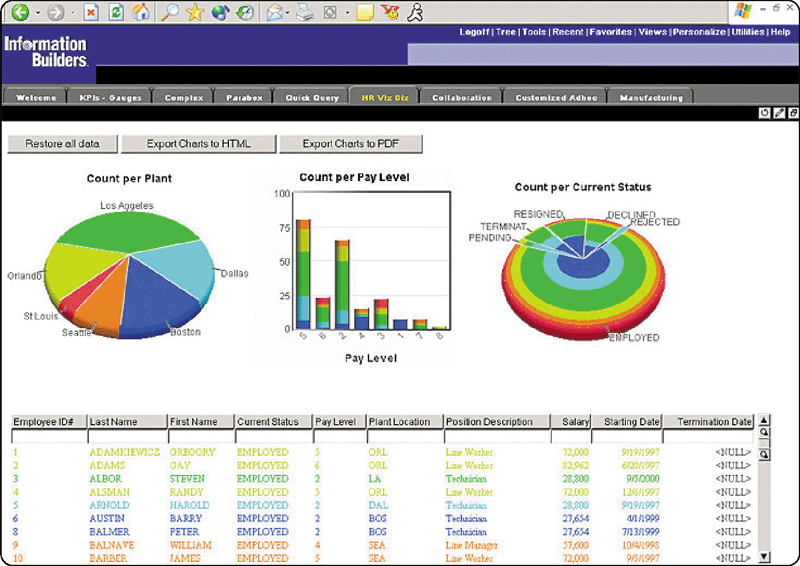 Logoff | Tree | Tools | Recent | Favorites | Views | Personalize | Utilities | Help
Information
Builders.
Welcome KPIs - Gauges Complex Parabox Quick Query HR Viz Biz Collaboration Customized Adhoc Manufacturing
Restore all data Export Charts to HTML Export Charts to PDF
Count per Plant
Los Angeles
Orlando
Dallas
St Louis
Seattle
Boston
Count per Pay Level
100
75
50
25
0
5 6 2 4 3 1 7 8
Pay Level
Count per Current Status
RESIGNED
DECLINED
TERMINAT
REJECTED
PENDING
EMPLOYED
Employee ID# Last Name First Name Current Status Pay Level Plant Location Position Description Salary Starting Date Termination Date
1 ADAMKIEWICZ GREGORY EMPLOYED 5 ORL Line Worker 72,000 9/19/1997 <NULL>
2 ADAMS GAY EMPLOYED 6 ORL Line Worker 82,962 6/20/1997 <NULL>
3 ALBOR STEVEN EMPLOYED 2 LA Technician 28,800 9/5/2000 <NULL>
4 ALSMAN RANDY EMPLOYED 5 ORL Line Worker 72,000 12/6/1997 <NULL>
5 ARNOLD HAROLD EMPLOYED 2 DAL Technician 28,800 9/19/1997 <NULL>
6 AUSTIN BARRY EMPLOYED 2 BOS Technician 27,654 4/1/1999 <NULL>
8 BALMER PETER EMPLOYED 2 BOS Technician 27,654 7/13/1999 <NULL>
9 BALNAVE WILLIAM EMPLOYED 4 SEA Line Manager 57,600 10/4/1998 <NULL>
10 BARBER JAMES EMPLOYED 5 SEA Line Worker 72,000 9/5/1997 <NULL>